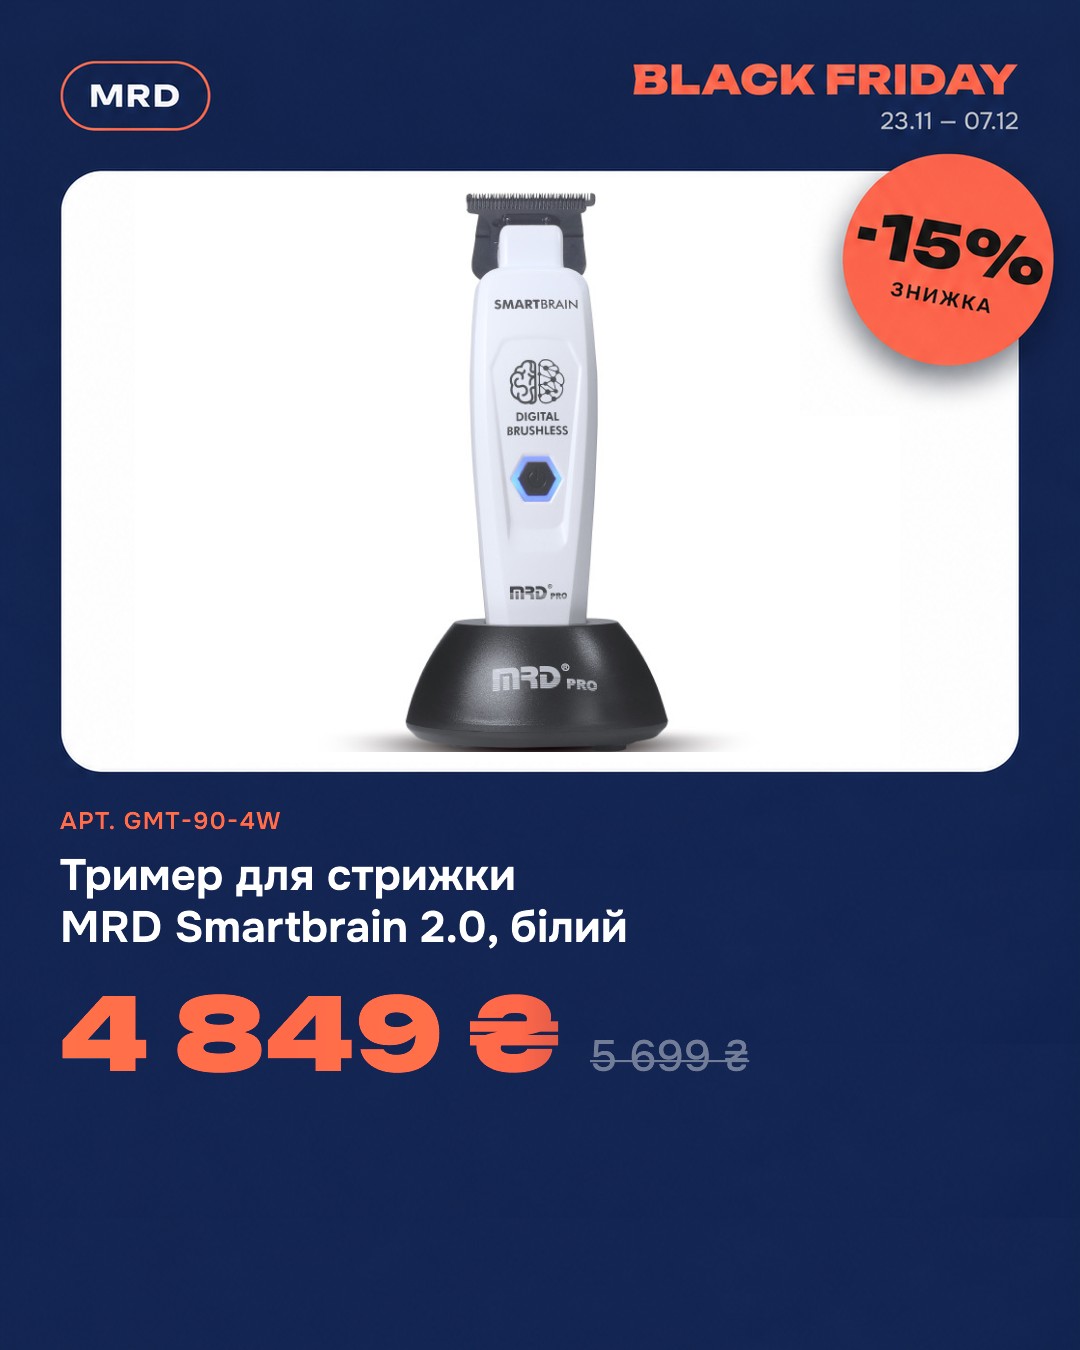 MRD
BLACK FRIDAY
23.11 – 07.12
-15%
ЗНИЖКА
SMARTBRAIN
DIGITAL
BRUSHLESS
MRD® PRO
MRD® PRO
АРТ. GMT-90-4W
Тример для стрижки
MRD Smartbrain 2.0, білий
4 849 ₴ 5 699 ₴